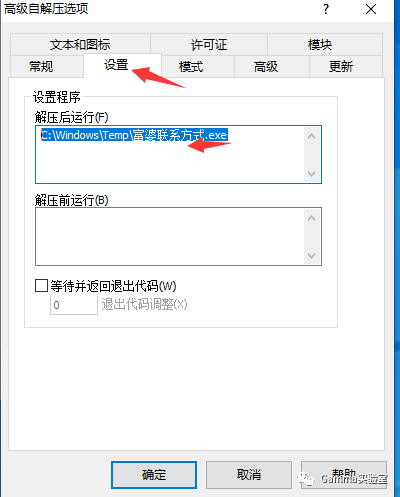 高级自解压选项
?
文本和图标 许可证 模块
常规 设置 模式 高级 更新
设置程序
解压后运行(F)
C:\Windows\Temp\富婆联系方式.exe
解压前运行(B)
等待并返回退出代码(W)
0 退出代码调整(X)
确定 取消 帮助
Gamma实验室